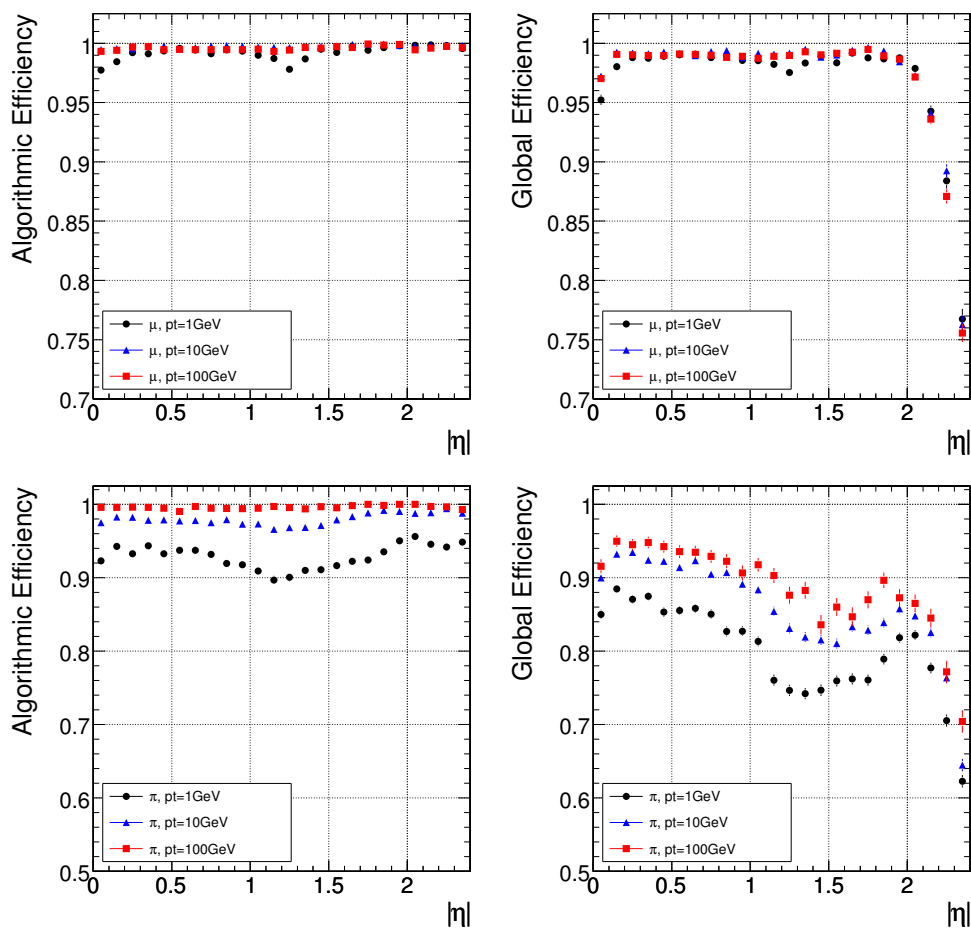 Algorithmic Efficiency
1
0.95
0.9
0.85
0.8
0.75
0.7
μ, pt=1GeV
μ, pt=10GeV
μ, pt=100GeV
0 0.5 1 1.5 2
|η|
Global Efficiency
1
0.95
0.9
0.85
0.8
0.75
0.7
μ, pt=1GeV
μ, pt=10GeV
μ, pt=100GeV
0 0.5 1 1.5 2
|η|
Algorithmic Efficiency
1
0.9
0.8
0.7
0.6
0.5
π, pt=1GeV
π, pt=10GeV
π, pt=100GeV
0 0.5 1 1.5 2
|η|
Global Efficiency
1
0.9
0.8
0.7
0.6
0.5
π, pt=1GeV
π, pt=10GeV
π, pt=100GeV
0 0.5 1 1.5 2
|η|